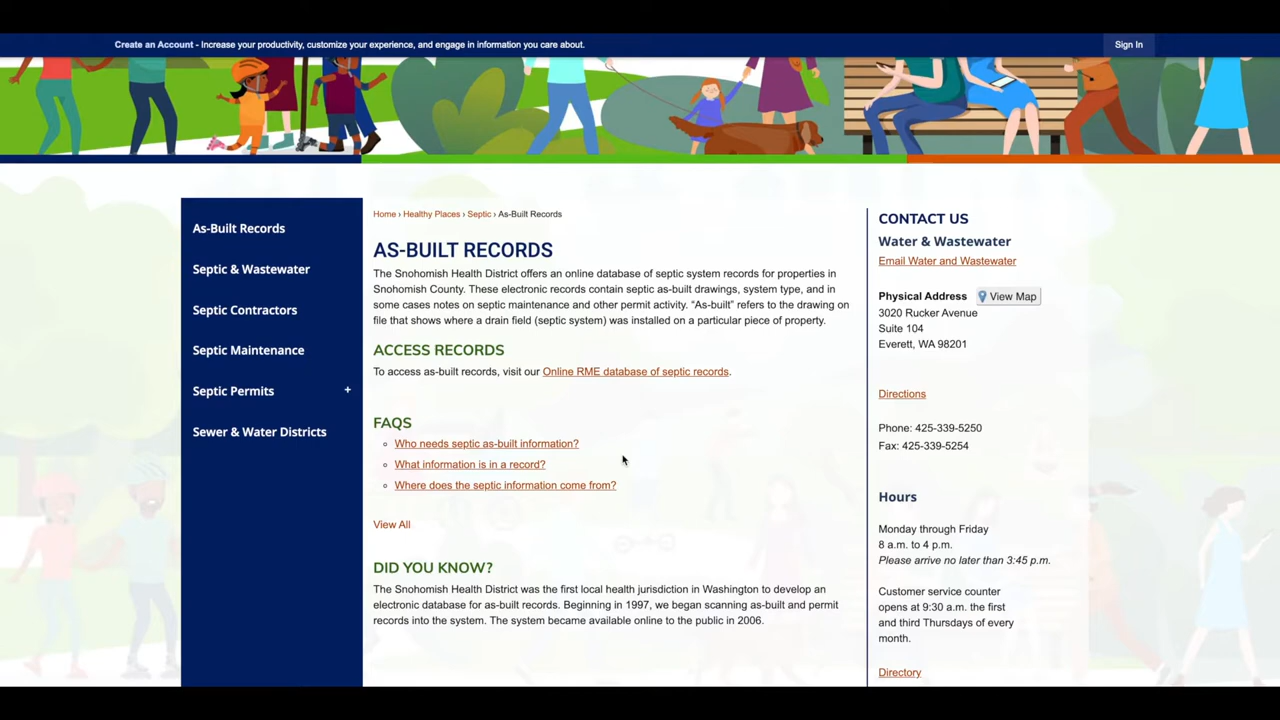 Create an Account - Increase your productivity, customize your experience, and engage in information you care about.
Sign In
As-Built Records
Septic & Wastewater
Septic Contractors
Septic Maintenance
Septic Permits +
Sewer & Water Districts
Home › Healthy Places › Septic › As-Built Records
AS-BUILT RECORDS
The Snohomish Health District offers an online database of septic system records for properties in
Snohomish County. These electronic records contain septic as-built drawings, system type, and in
some cases notes on septic maintenance and other permit activity. “As-built” refers to the drawing on
file that shows where a drain field (septic system) was installed on a particular piece of property.
ACCESS RECORDS
To access as-built records, visit our Online RME database of septic records.
FAQS
Who needs septic as-built information?
What information is in a record?
Where does the septic information come from?
View All
DID YOU KNOW?
The Snohomish Health District was the first local health jurisdiction in Washington to develop an
electronic database for as-built records. Beginning in 1997, we began scanning as-built and permit
records into the system. The system became available online to the public in 2006.
CONTACT US
Water & Wastewater
Email Water and Wastewater
Physical Address View Map
3020 Rucker Avenue
Suite 104
Everett, WA 98201
Directions
Phone: 425-339-5250
Fax: 425-339-5254
Hours
Monday through Friday
8 a.m. to 4 p.m.
Please arrive no later than 3:45 p.m.
Customer service counter
opens at 9:30 a.m. the first
and third Thursdays of every
month.
Directory